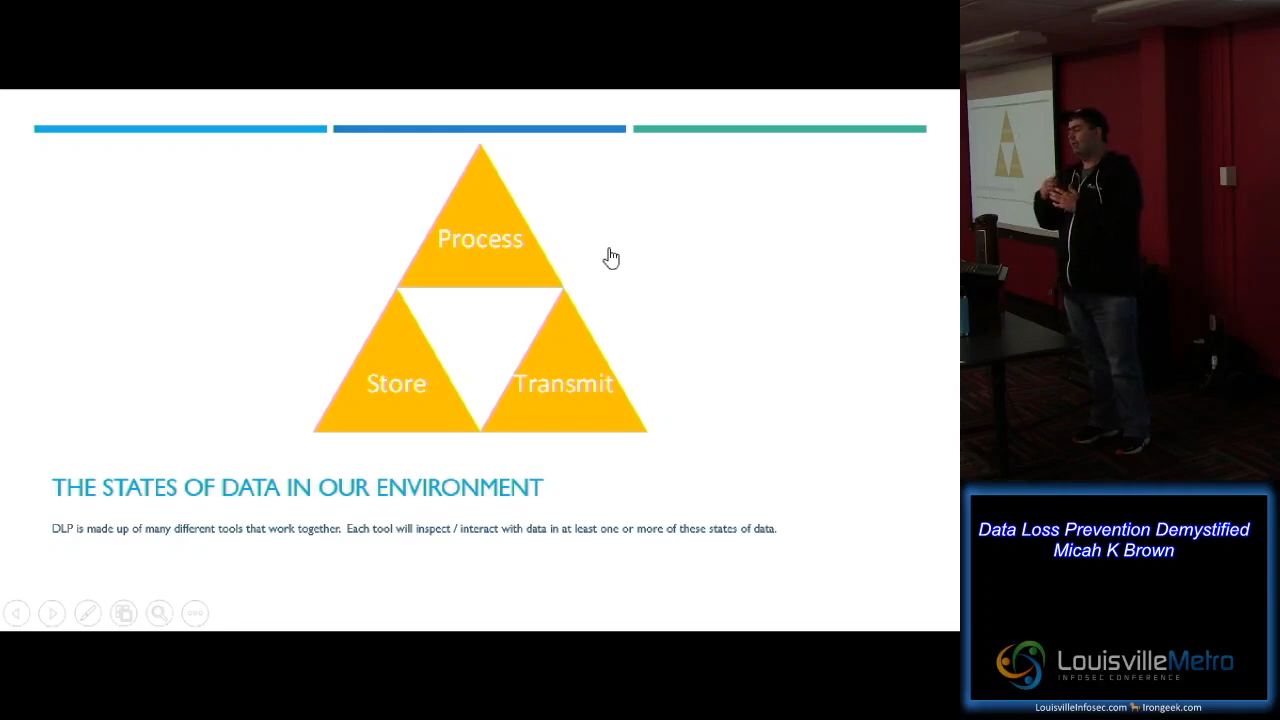 Process
Store
Transmit
THE STATES OF DATA IN OUR ENVIRONMENT
DLP is made up of many different tools that work together. Each tool will inspect / interact with data in at least one or more of these states of data.
Data Loss Prevention Demystified
Micah K Brown
LouisvilleMetro
INFOSEC CONFERENCE
LouisvilleInfosec.com Irongeek.com